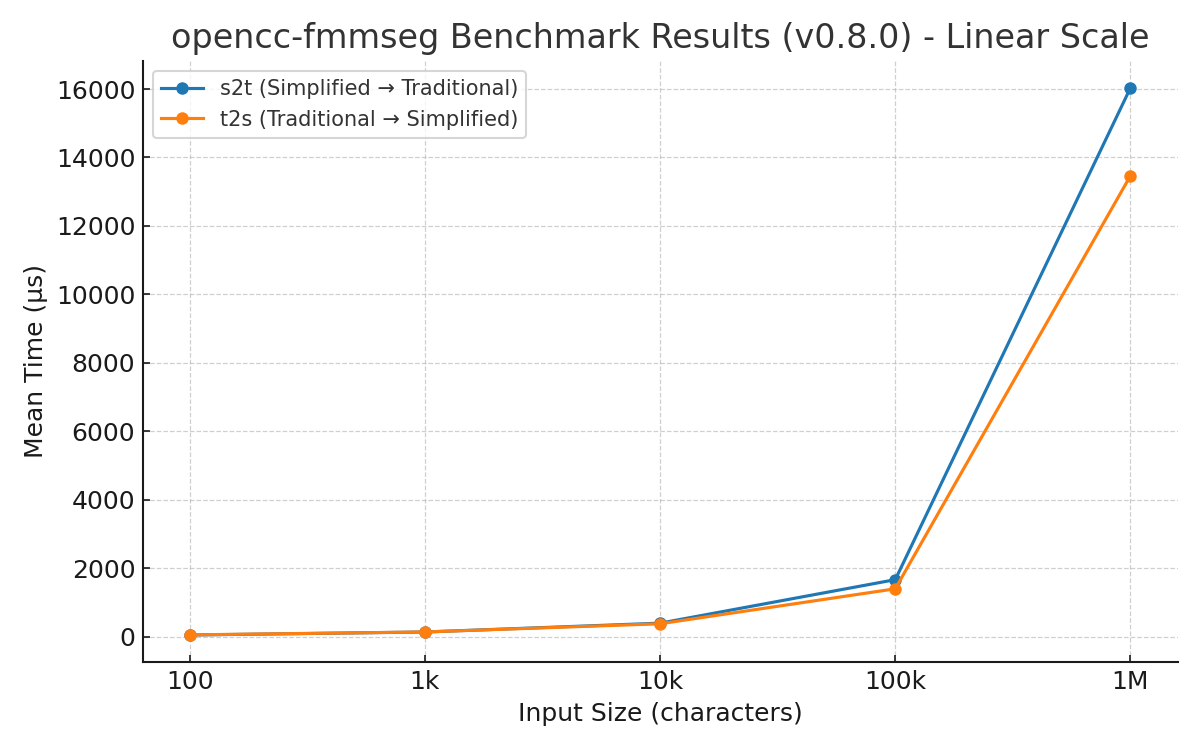 opencc-fmmseg Benchmark Results (v0.8.0) - Linear Scale
s2t (Simplified → Traditional)
t2s (Traditional → Simplified)
Mean Time (µs)
16000
14000
12000
10000
8000
6000
4000
2000
0
100 1k 10k 100k 1M
Input Size (characters)